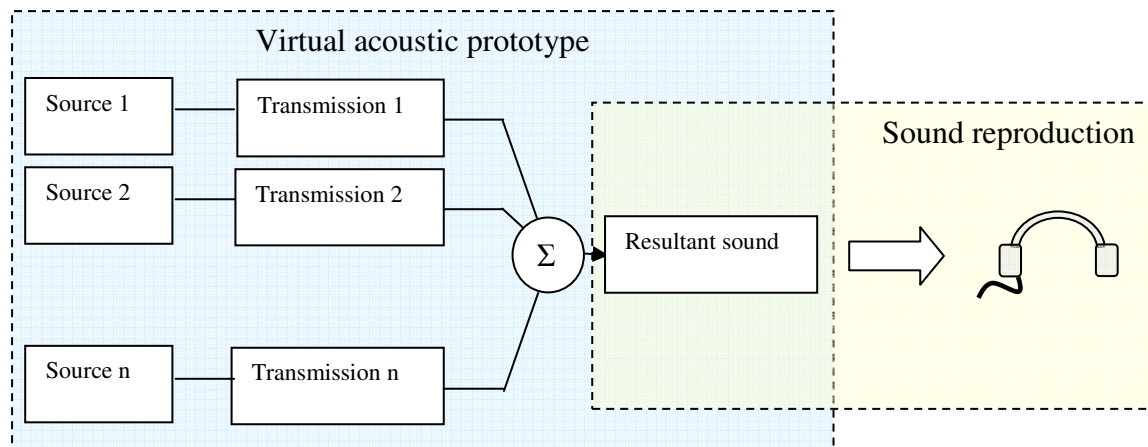 Virtual acoustic prototype
Source 1
Transmission 1
Sound reproduction
Source 2
Transmission 2
Σ
Resultant sound
Source n
Transmission n